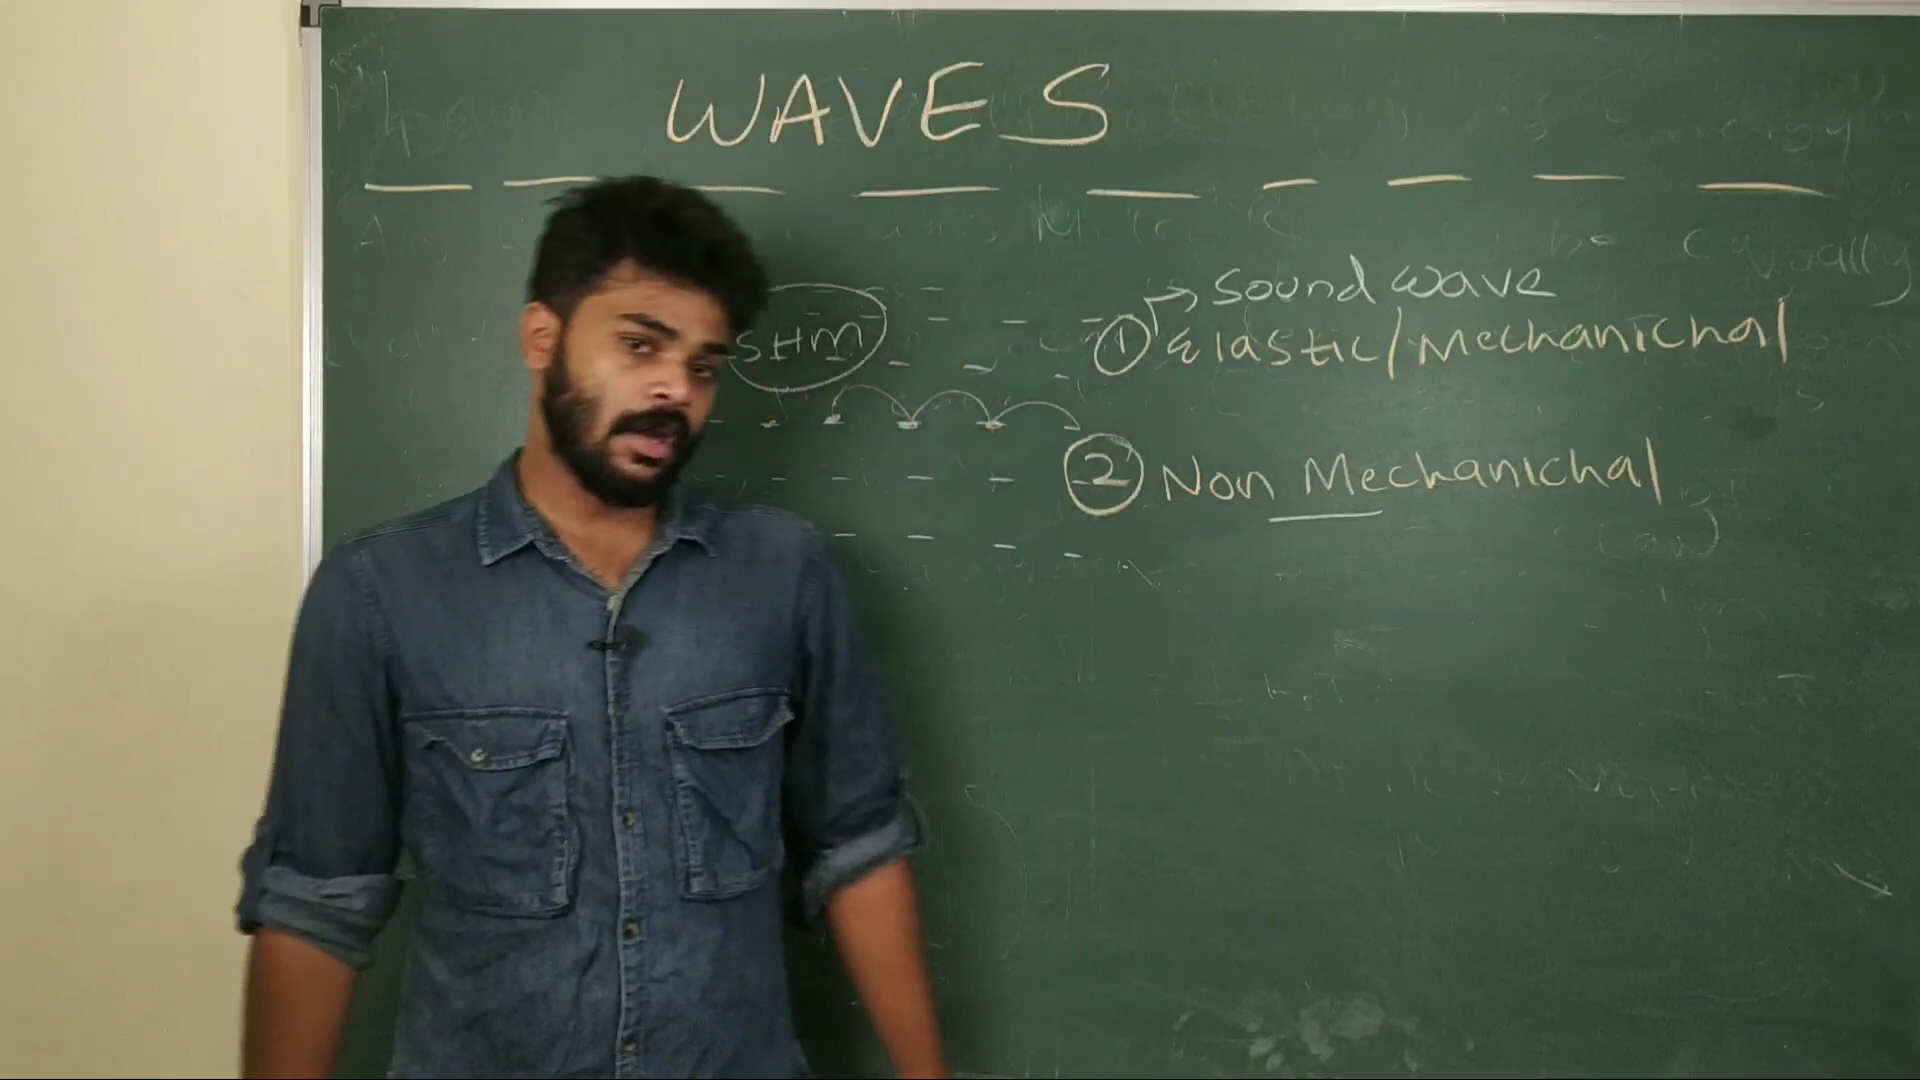 WAVES
→ Sound wave
SHM
① Elastic/Mechanichal
② Non Mechanichal